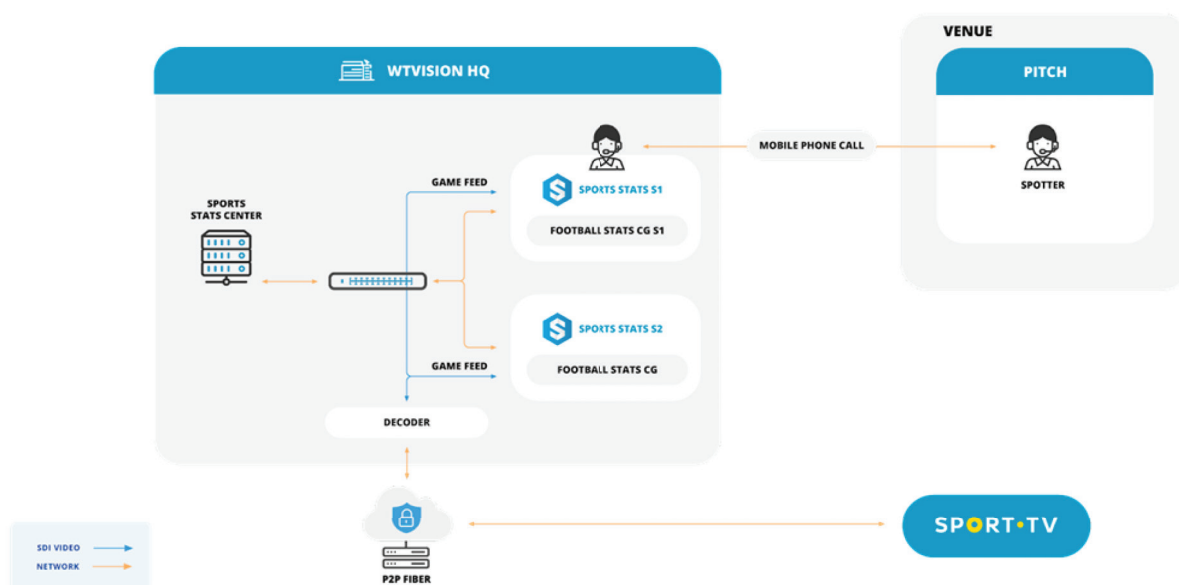 VENUE
WTVISION HQ
PITCH
MOBILE PHONE CALL
SPOTTER
GAME FEED
SPORTS STATS S1
SPORTS
STATS CENTER
FOOTBALL STATS CG S1
SPORTS STATS S2
GAME FEED
FOOTBALL STATS CG
DECODER
SPORT•TV
SDI VIDEO
NETWORK
P2P FIBER